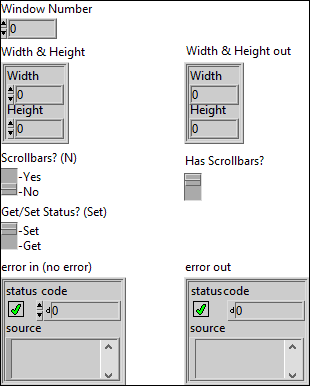 Window Number
0
Width & Height
Width & Height out
Width
0
Height
0
Width
0
Height
0
Scrollbars? (N)
Has Scrollbars?
-Yes
-No
Get/Set Status? (Set)
-Set
-Get
error in (no error)
error out
status code
d0
source
status code
d0
source